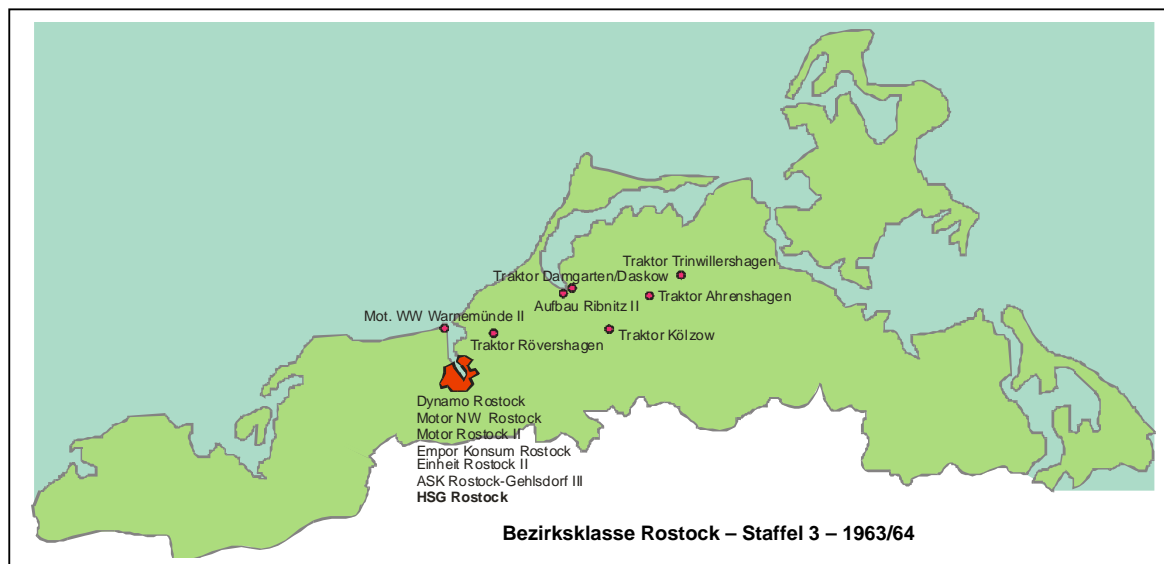 Traktor Trinwillershagen
Traktor Damgarten/Daskow
Traktor Ahrenshagen
Aufbau Ribnitz II
Mot. WW Warnemünde II
Traktor Kölzow
Traktor Rövershagen
Dynamo Rostock
Motor NW Rostock
Motor Rostock II
Empor Konsum Rostock
Einheit Rostock II
ASK Rostock-Gehlsdorf III
HSG Rostock
Bezirksklasse Rostock – Staffel 3 – 1963/64